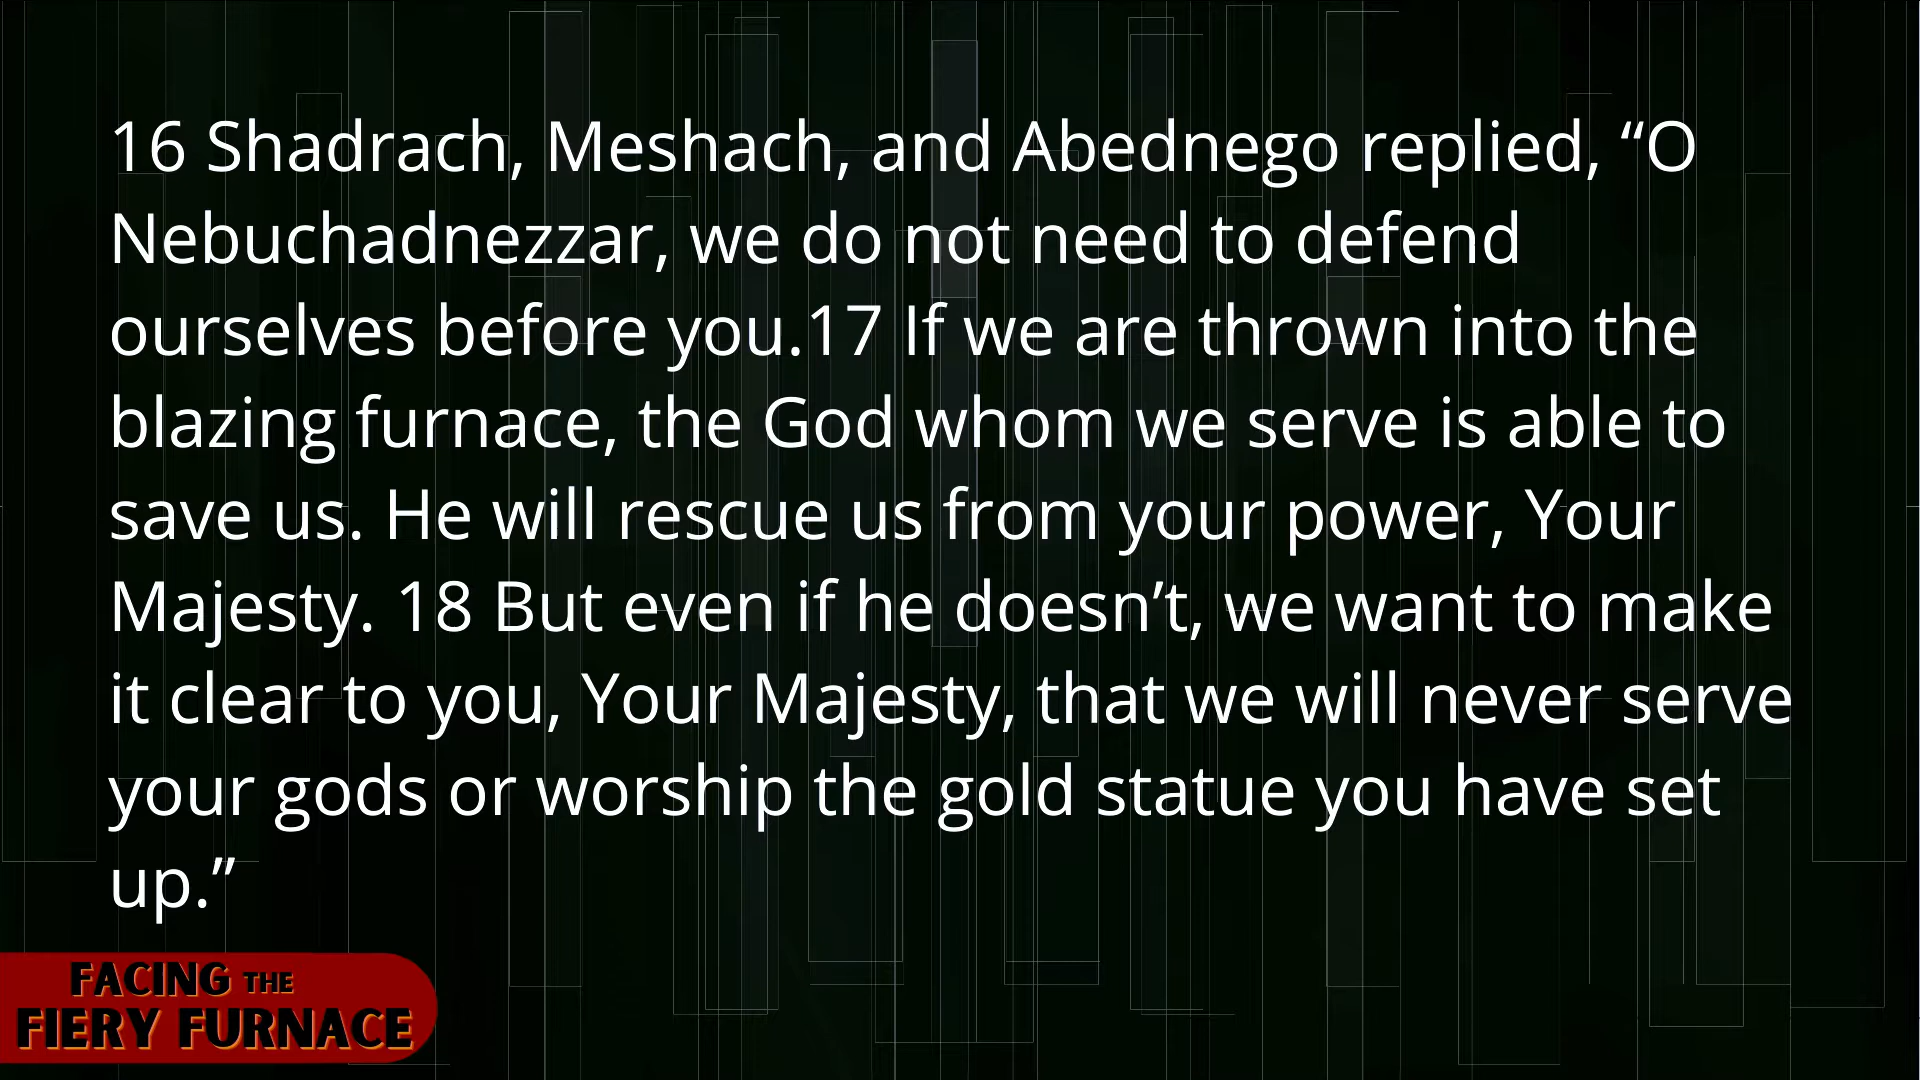 16 Shadrach, Meshach, and Abednego replied, “O
Nebuchadnezzar, we do not need to defend
ourselves before you.17 If we are thrown into the
blazing furnace, the God whom we serve is able to
save us. He will rescue us from your power, Your
Majesty. 18 But even if he doesn’t, we want to make
it clear to you, Your Majesty, that we will never serve
your gods or worship the gold statue you have set
up.”
FACING THE
FIERY FURNACE